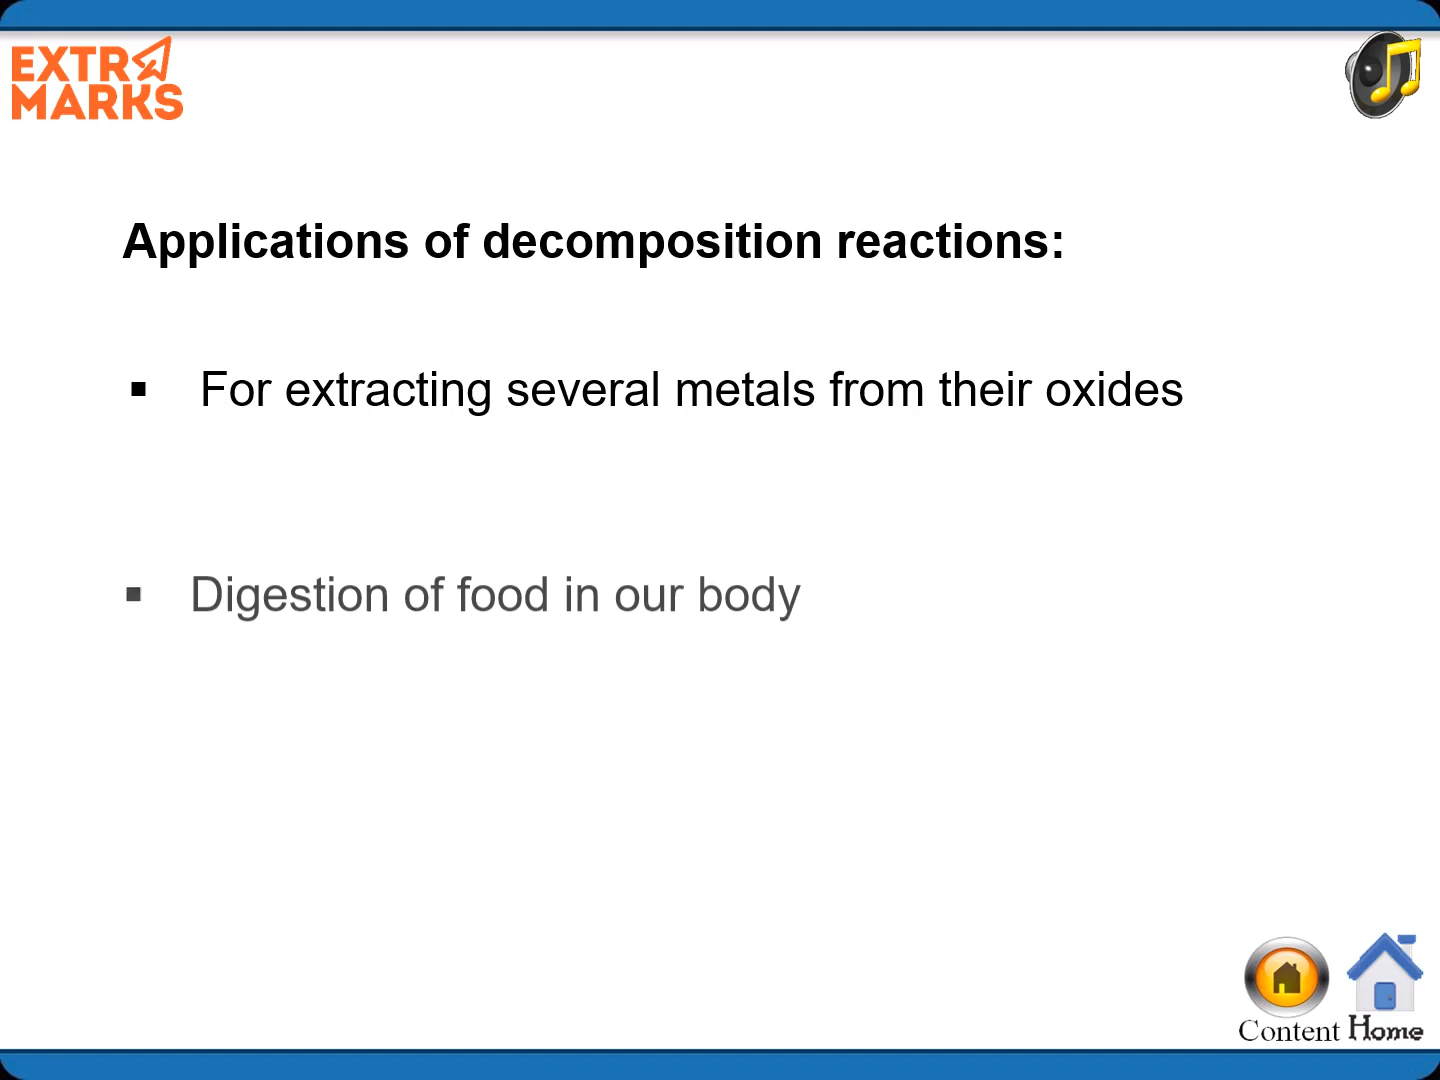 EXTRA
MARKS
Applications of decomposition reactions:
▪ For extracting several metals from their oxides
▪ Digestion of food in our body
Content Home